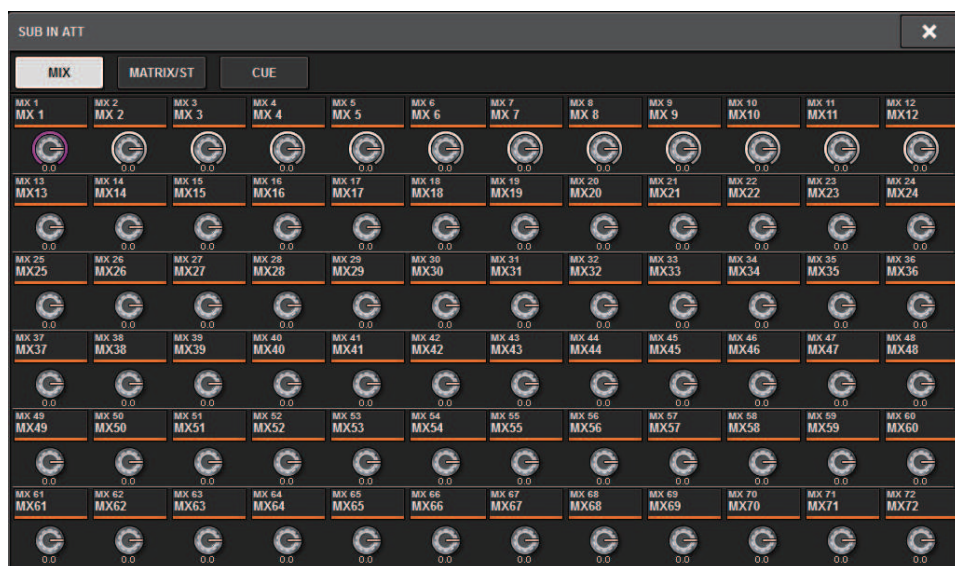 SUB IN ATT
MIX MATRIX/ST CUE
MX 1 MX 2 MX 3 MX 4 MX 5 MX 6 MX 7 MX 8 MX 9 MX 10 MX 11 MX 12
MX 1 MX 2 MX 3 MX 4 MX 5 MX 6 MX 7 MX 8 MX 9 MX10 MX11 MX12
0.0 0.0 0.0 0.0 0.0 0.0 0.0 0.0 0.0 0.0 0.0 0.0
MX 13 MX 14 MX 15 MX 16 MX 17 MX 18 MX 19 MX 20 MX 21 MX 22 MX 23 MX 24
MX13 MX14 MX15 MX16 MX17 MX18 MX19 MX20 MX21 MX22 MX23 MX24
0.0 0.0 0.0 0.0 0.0 0.0 0.0 0.0 0.0 0.0 0.0 0.0
MX 25 MX 26 MX 27 MX 28 MX 29 MX 30 MX 31 MX 32 MX 33 MX 34 MX 35 MX 36
MX25 MX26 MX27 MX28 MX29 MX30 MX31 MX32 MX33 MX34 MX35 MX36
0.0 0.0 0.0 0.0 0.0 0.0 0.0 0.0 0.0 0.0 0.0 0.0
MX 37 MX 38 MX 39 MX 40 MX 41 MX 42 MX 43 MX 44 MX 45 MX 46 MX 47 MX 48
MX37 MX38 MX39 MX40 MX41 MX42 MX43 MX44 MX45 MX46 MX47 MX48
0.0 0.0 0.0 0.0 0.0 0.0 0.0 0.0 0.0 0.0 0.0 0.0
MX 49 MX 50 MX 51 MX 52 MX 53 MX 54 MX 55 MX 56 MX 57 MX 58 MX 59 MX 60
MX49 MX50 MX51 MX52 MX53 MX54 MX55 MX56 MX57 MX58 MX59 MX60
0.0 0.0 0.0 0.0 0.0 0.0 0.0 0.0 0.0 0.0 0.0 0.0
MX 61 MX 62 MX 63 MX 64 MX 65 MX 66 MX 67 MX 68 MX 69 MX 70 MX 71 MX 72
MX61 MX62 MX63 MX64 MX65 MX66 MX67 MX68 MX69 MX70 MX71 MX72
0.0 0.0 0.0 0.0 0.0 0.0 0.0 0.0 0.0 0.0 0.0 0.0